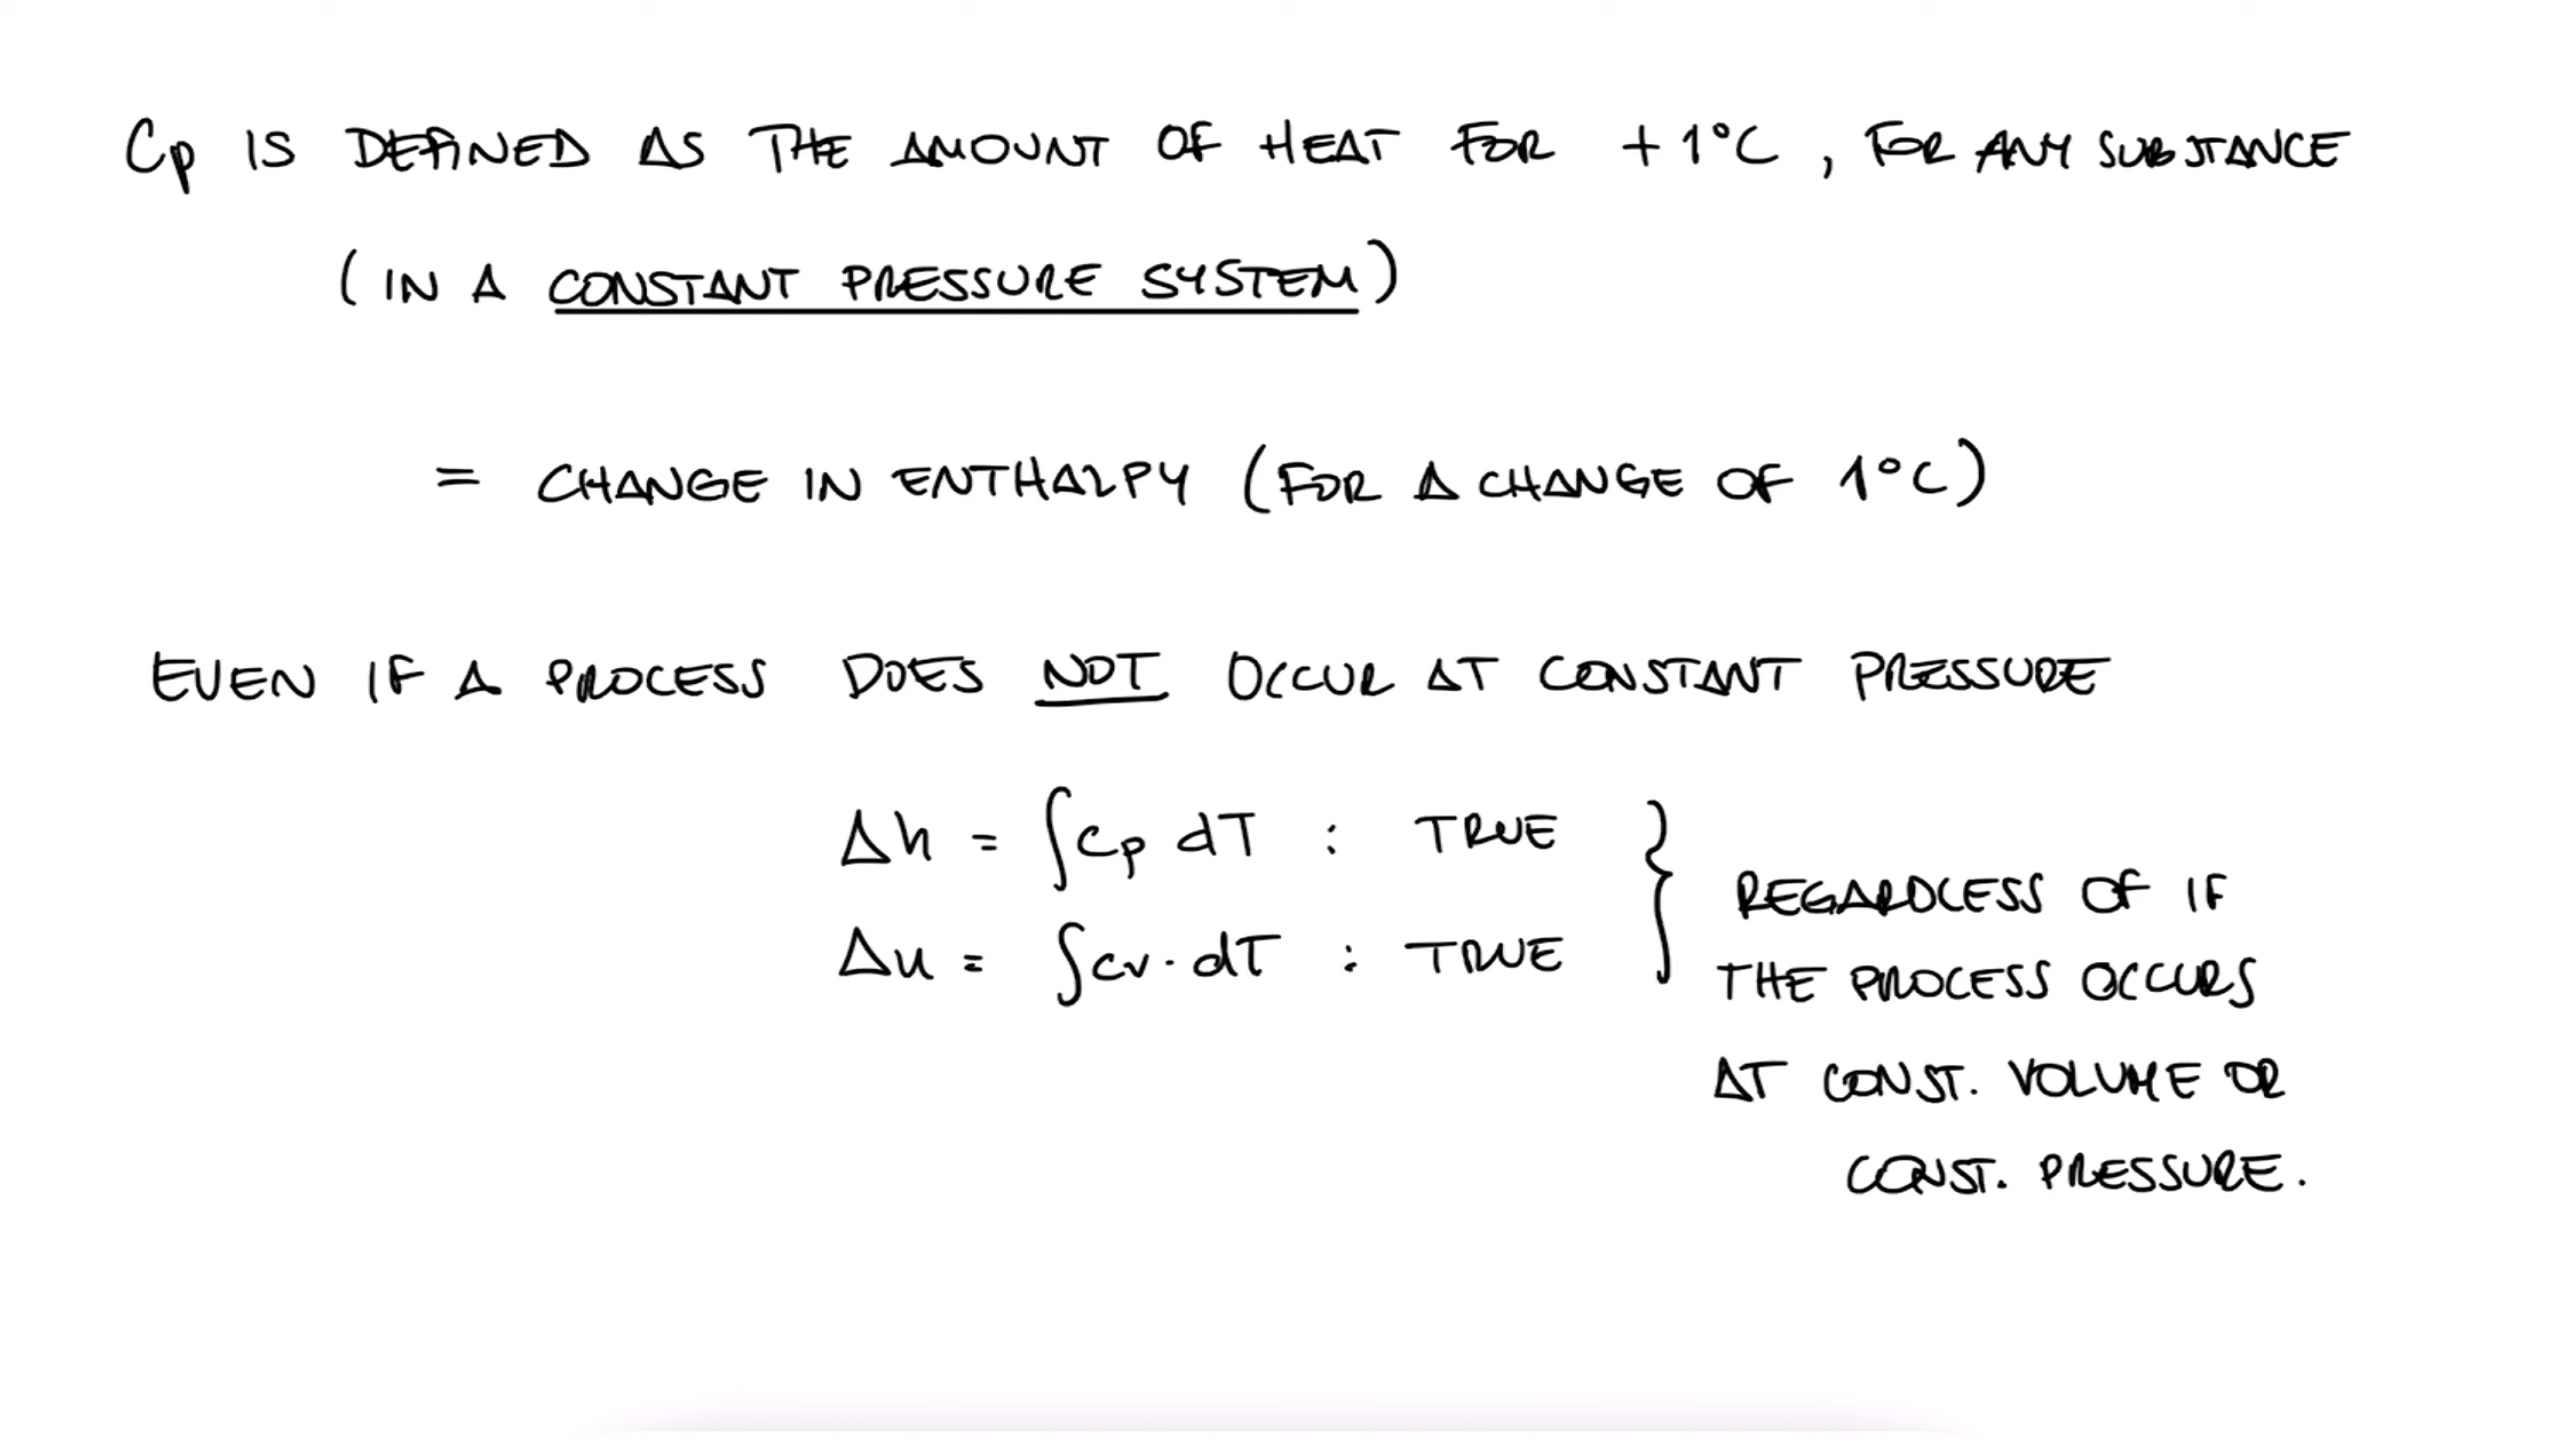 Cp IS DEFINED AS THE AMOUNT OF HEAT FOR +1°C, FOR ANY SUBSTANCE
(IN A CONSTANT PRESSURE SYSTEM)
= CHANGE IN ENTHALPY (FOR A CHANGE OF 1°C)
EVEN IF A PROCESS DOES NOT OCCUR AT CONSTANT PRESSURE
Δh = ∫cp dT : TRUE
Δu = ∫cv·dT : TRUE
REGARDLESS OF IF
THE PROCESS OCCURS
AT CONST. VOLUME OR
CONST. PRESSURE.